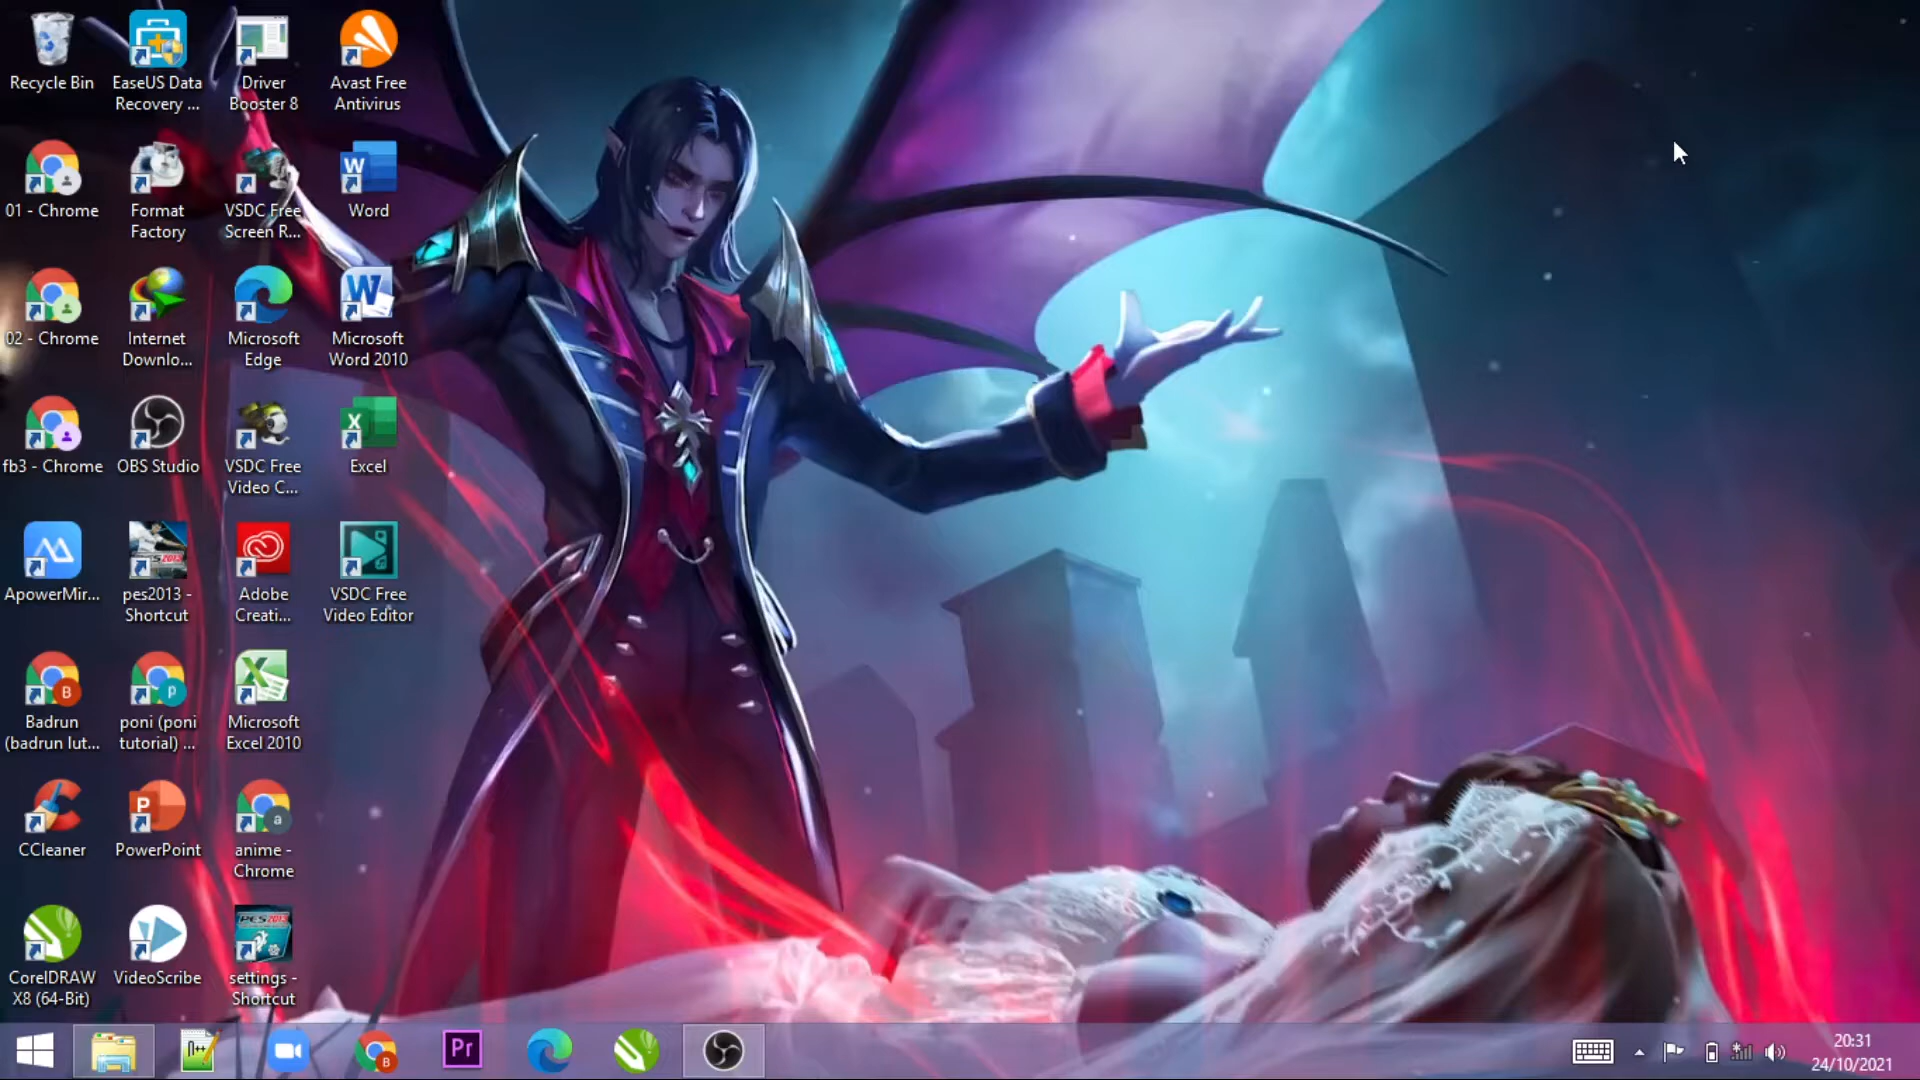 Recycle Bin
EaseUS Data
Recovery ...
Driver
Booster 8
Avast Free
Antivirus
01 - Chrome
Format
Factory
VSDC Free
Screen R...
Word
02 - Chrome
Internet
Downlo...
Microsoft
Edge
Microsoft
Word 2010
fb3 - Chrome
OBS Studio
VSDC Free
Video C...
Excel
ApowerMir...
pes2013 -
Shortcut
Adobe
Creati...
VSDC Free
Video Editor
Badrun
(badrun lut...
poni (poni
tutorial) ...
Microsoft
Excel 2010
CCleaner
PowerPoint
anime -
Chrome
CorelDRAW
X8 (64-Bit)
VideoScribe
settings -
Shortcut
20:31
24/10/2021